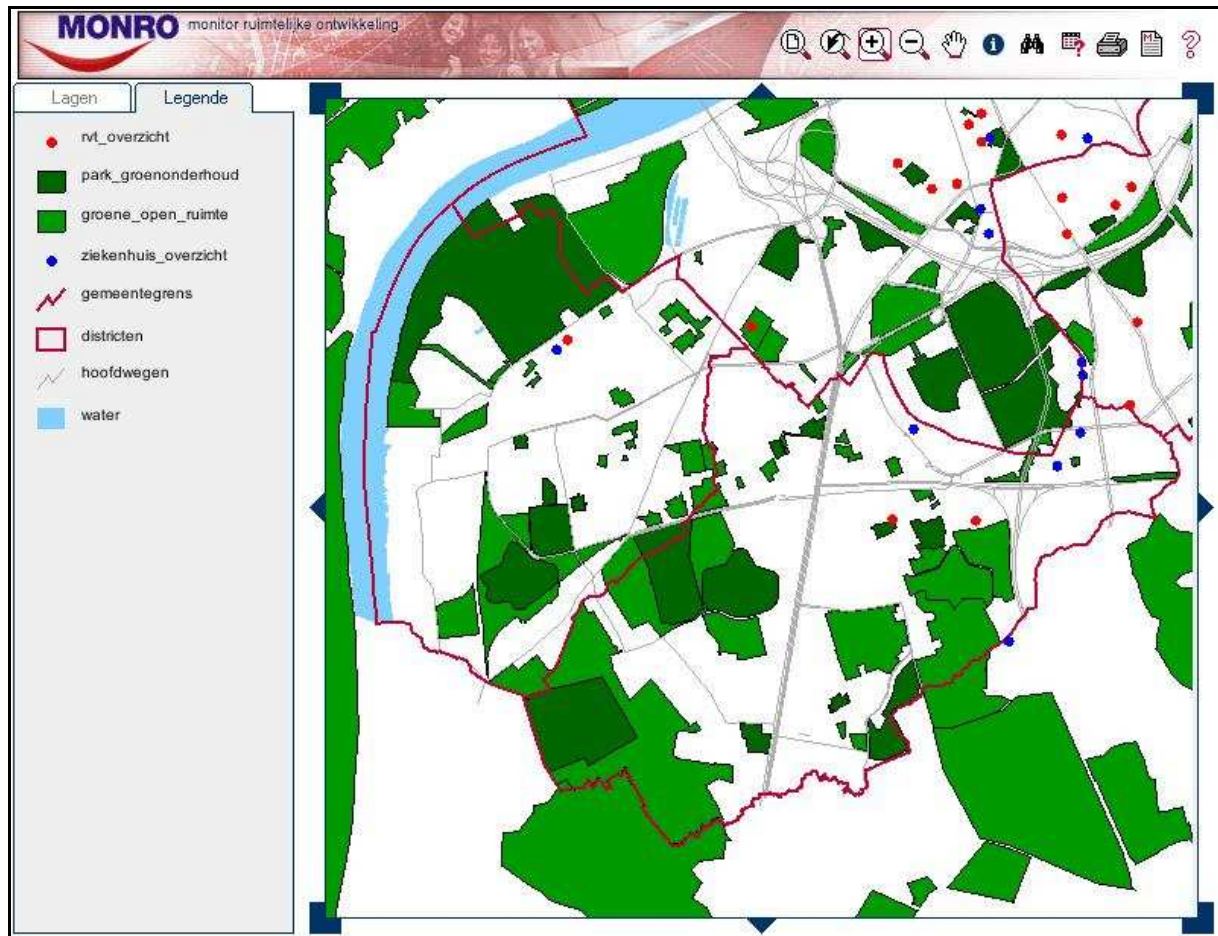 MONRO monitor ruimtelijke ontwikkeling
Lagen Legende
rvt_overzicht
park_groenonderhoud
groene_open_ruimte
ziekenhuis_overzicht
gemeentegrens
districten
hoofdwegen
water